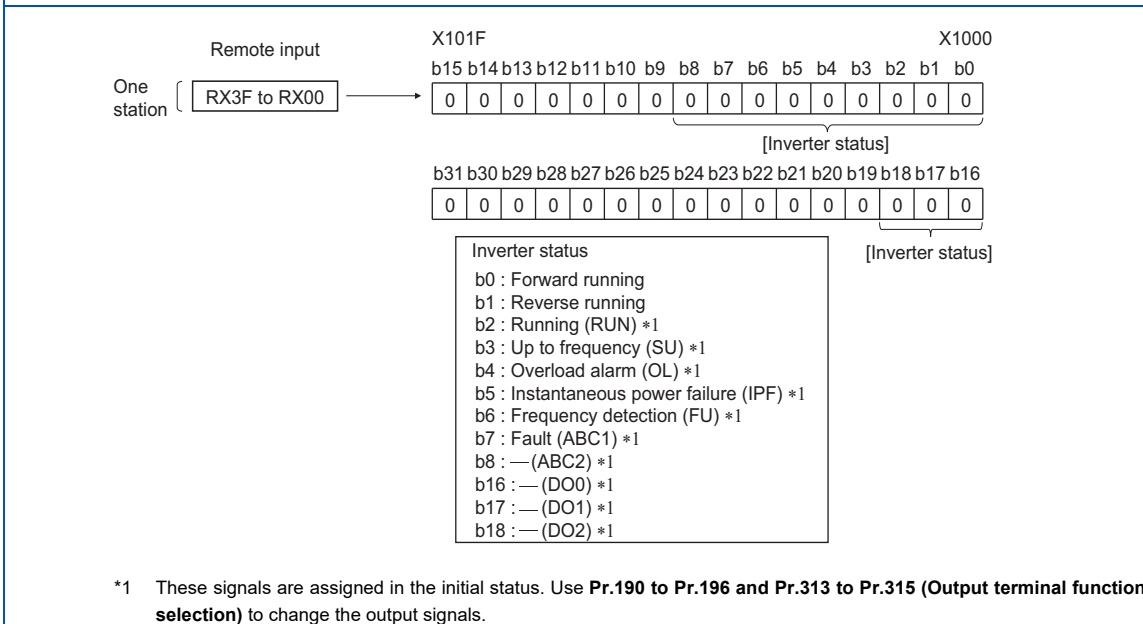 Remote input
X101F X1000
b15 b14 b13 b12 b11 b10 b9 b8 b7 b6 b5 b4 b3 b2 b1 b0
One
station
RX3F to RX00
0 0 0 0 0 0 0 0 0 0 0 0 0 0 0 0
[Inverter status]
b31 b30 b29 b28 b27 b26 b25 b24 b23 b22 b21 b20 b19 b18 b17 b16
0 0 0 0 0 0 0 0 0 0 0 0 0 0 0 0
[Inverter status]
Inverter status
b0 : Forward running
b1 : Reverse running
b2 : Running (RUN) *1
b3 : Up to frequency (SU) *1
b4 : Overload alarm (OL) *1
b5 : Instantaneous power failure (IPF) *1
b6 : Frequency detection (FU) *1
b7 : Fault (ABC1) *1
b8 : — (ABC2) *1
b16 : — (DO0) *1
b17 : — (DO1) *1
b18 : — (DO2) *1
*1 These signals are assigned in the initial status. Use Pr.190 to Pr.196 and Pr.313 to Pr.315 (Output terminal function
selection) to change the output signals.